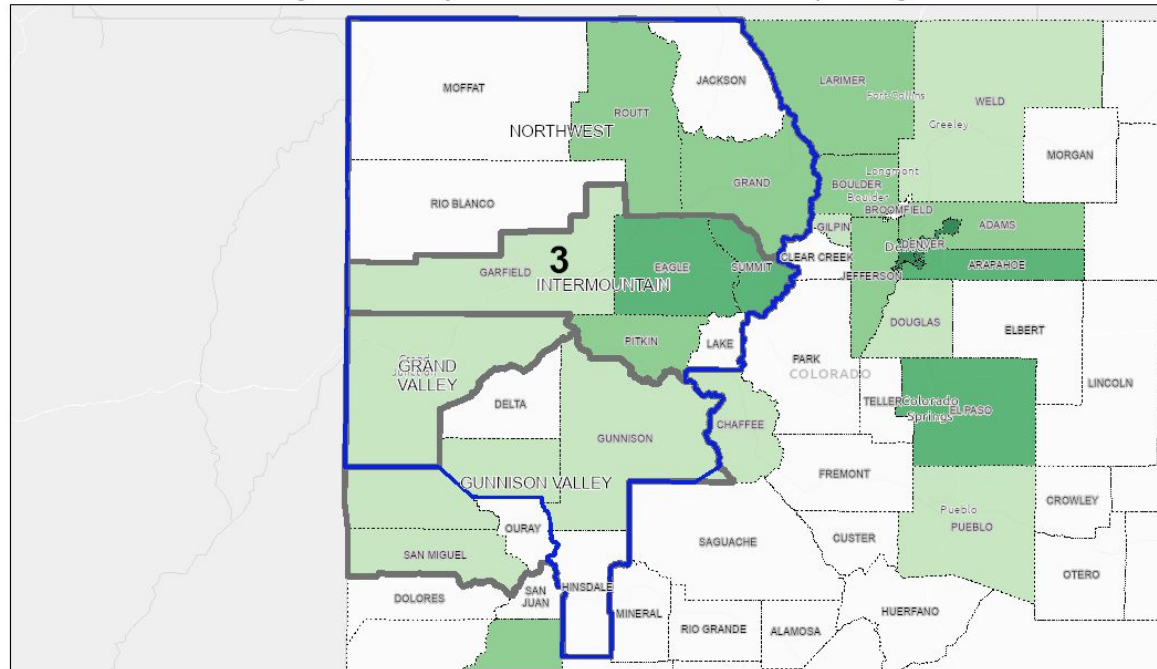 MOFFAT
JACKSON
LARIMER
Fort Collins
WELD
ROUTT
NORTHWEST
Greeley
MORGAN
Longmont
GRAND
BOULDER
Boulder
RIO BLANCO
BROOMFIELD
GILPIN
ADAMS
DENVER
3
GARFIELD
EAGLE
SUMMIT
CLEAR CREEK
ARAPAHOE
JEFFERSON
INTERMOUNTAIN
DOUGLAS
ELBERT
PITKIN
LAKE
PARK
COLORADO
Grand
Junction
GRAND
VALLEY
LINCOLN
TELLER
Colorado
Springs
EL PASO
DELTA
CHAFFEE
GUNNISON
FREMONT
GUNNISON VALLEY
CROWLEY
Pueblo
PUEBLO
OURAY
CUSTER
SAGUACHE
SAN MIGUEL
OTERO
HINSDALE
DOLORES
SAN
JUAN
MINERAL
HUERFANO
RIO GRANDE
ALAMOSA